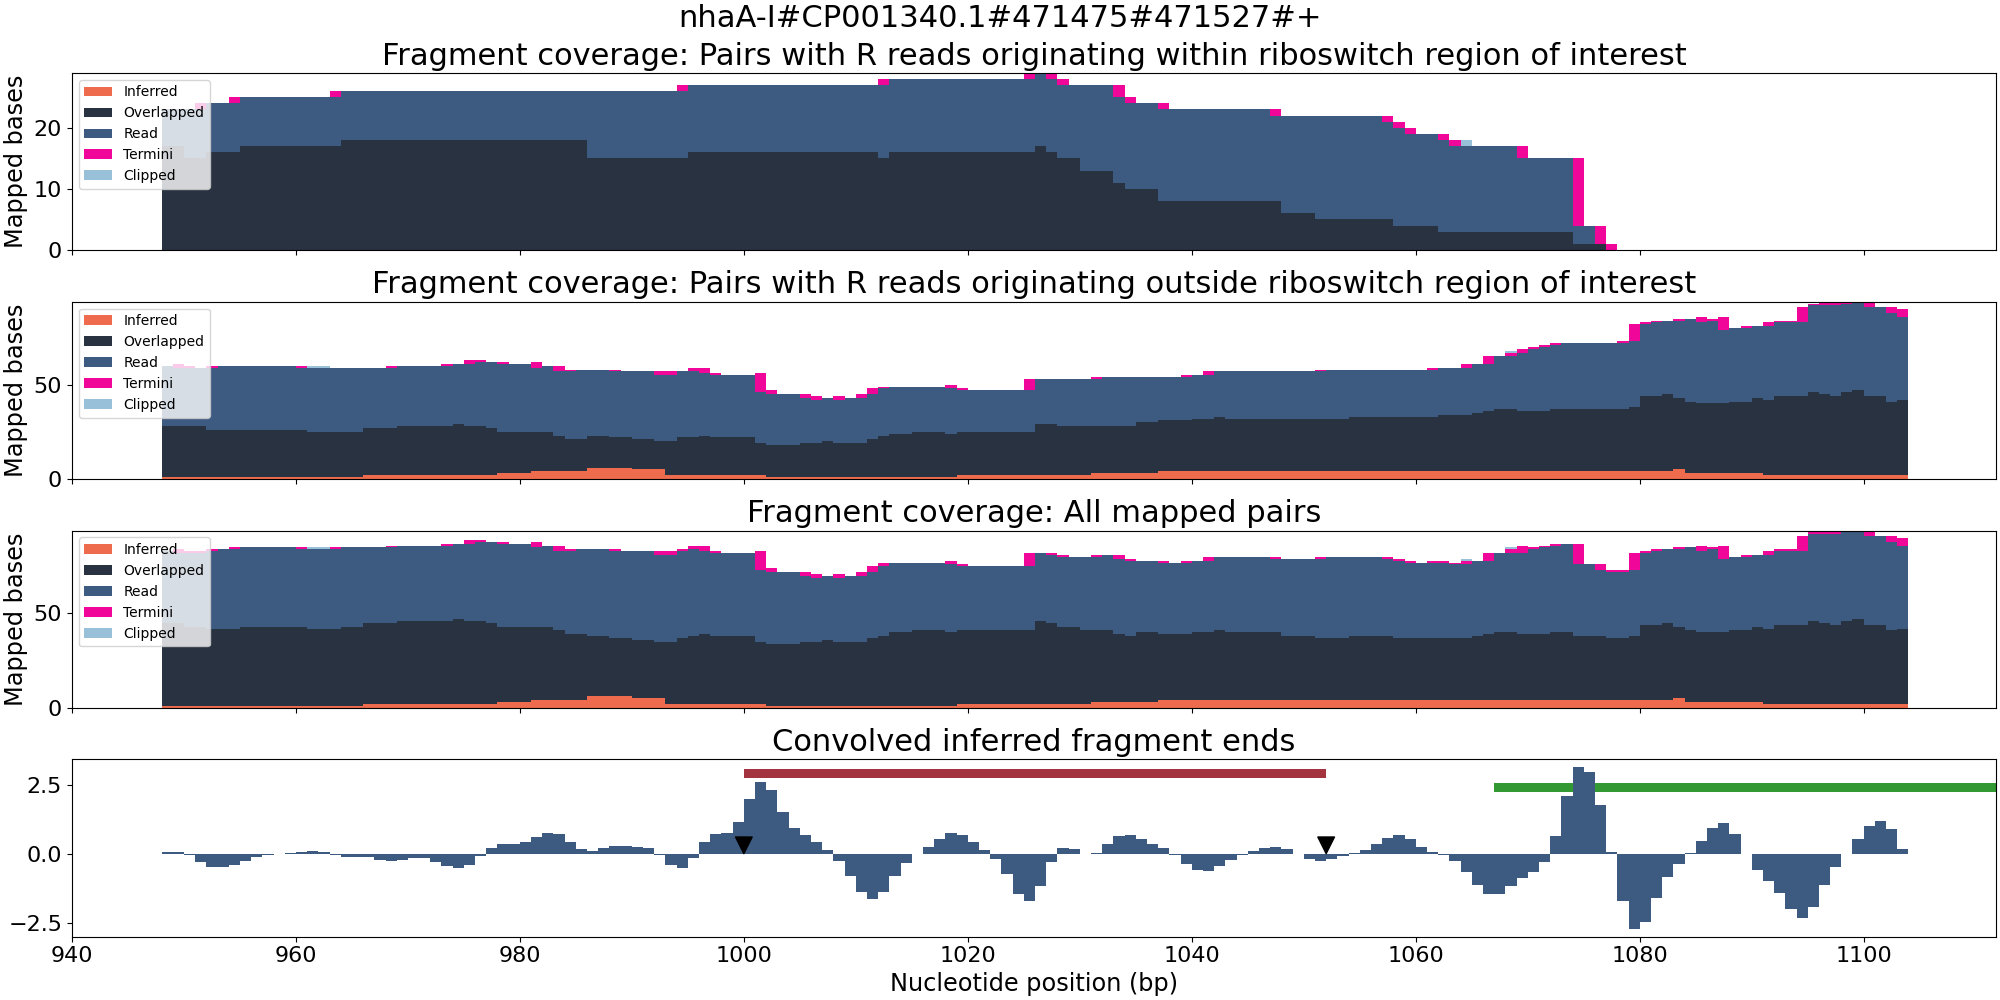 nhaA-I#CP001340.1#471475#471527#+
Fragment coverage: Pairs with R reads originating within riboswitch region of interest
Mapped bases
20
10
0
Inferred
Overlapped
Read
Termini
Clipped
Fragment coverage: Pairs with R reads originating outside riboswitch region of interest
Mapped bases
50
0
Inferred
Overlapped
Read
Termini
Clipped
Fragment coverage: All mapped pairs
Mapped bases
50
0
Inferred
Overlapped
Read
Termini
Clipped
Convolved inferred fragment ends
2.5
0.0
−2.5
940 960 980 1000 1020 1040 1060 1080 1100
Nucleotide position (bp)